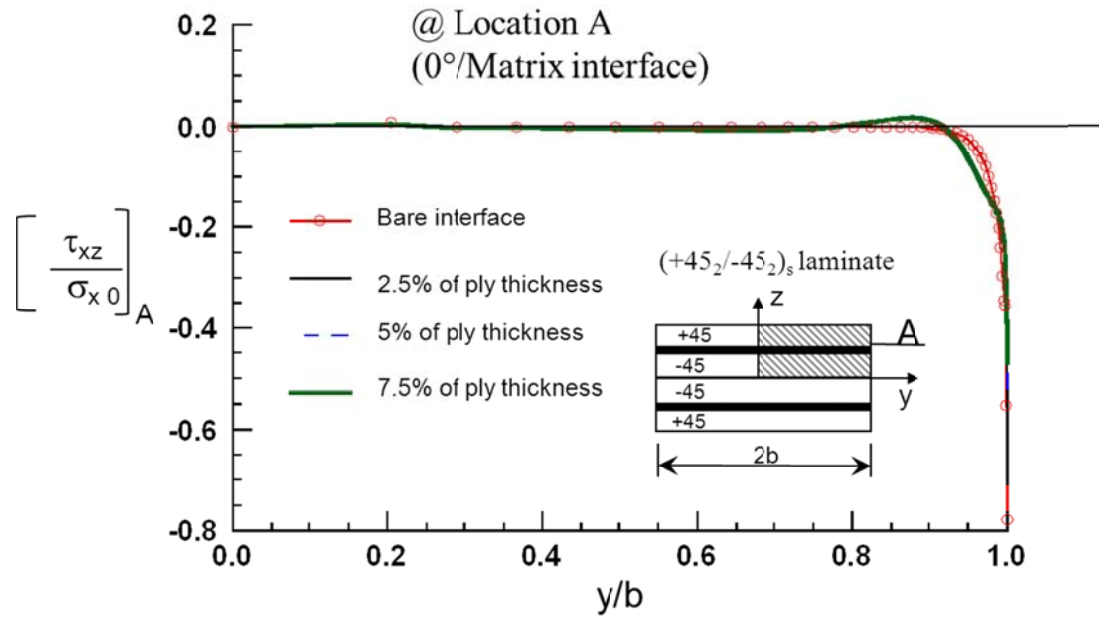 @ Location A
(0°/Matrix interface)
0.2
0.0
-0.2
-0.4
-0.6
-0.8
[τxz / σx 0]A
Bare interface
2.5% of ply thickness
5% of ply thickness
7.5% of ply thickness
(+45₂/-45₂)s laminate
z
A
+45
-45
y
-45
+45
2b
0.0 0.2 0.4 0.6 0.8 1.0
y/b